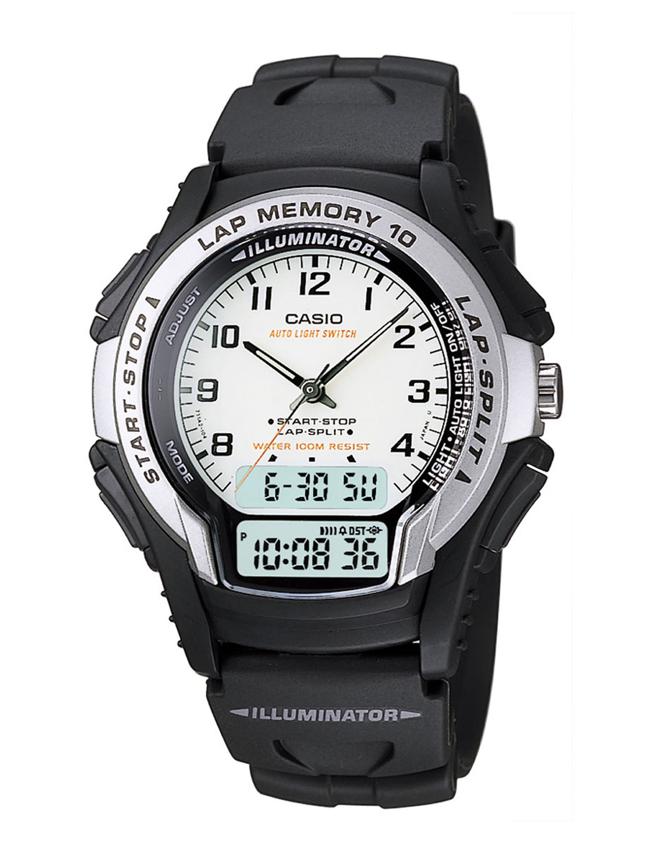 LAP MEMORY 10
ILLUMINATOR
ADJUST
START·STOP
LAP·SPLIT
LIGHT•AUTO LIGHT ON/OFF
MODE
12
11 1
CASIO
AUTO LIGHT SWITCH
10 2
9 3
•START·STOP
LAP·SPLIT•
8 4
WATER 100M RESIST
JAPAN
6-30 SU
DST
P 10:08 36
ILLUMINATOR